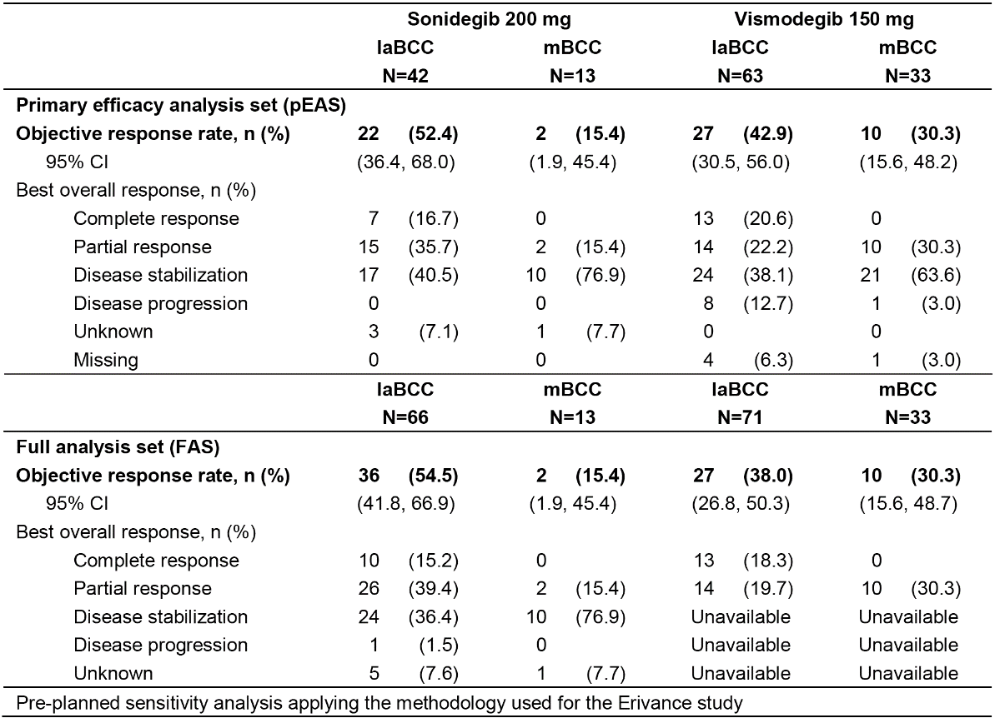 Sonidegib 200 mg Vismodegib 150 mg
laBCC mBCC laBCC mBCC
N=42 N=13 N=63 N=33
Primary efficacy analysis set (pEAS)
Objective response rate, n (%) 22 (52.4) 2 (15.4) 27 (42.9) 10 (30.3)
95% CI (36.4, 68.0) (1.9, 45.4) (30.5, 56.0) (15.6, 48.2)
Best overall response, n (%)
Complete response 7 (16.7) 0 13 (20.6) 0
Partial response 15 (35.7) 2 (15.4) 14 (22.2) 10 (30.3)
Disease stabilization 17 (40.5) 10 (76.9) 24 (38.1) 21 (63.6)
Disease progression 0 0 8 (12.7) 1 (3.0)
Unknown 3 (7.1) 1 (7.7) 0 0
Missing 0 0 4 (6.3) 1 (3.0)
laBCC mBCC laBCC mBCC
N=66 N=13 N=71 N=33
Full analysis set (FAS)
Objective response rate, n (%) 36 (54.5) 2 (15.4) 27 (38.0) 10 (30.3)
95% CI (41.8, 66.9) (1.9, 45.4) (26.8, 50.3) (15.6, 48.7)
Best overall response, n (%)
Complete response 10 (15.2) 0 13 (18.3) 0
Partial response 26 (39.4) 2 (15.4) 14 (19.7) 10 (30.3)
Disease stabilization 24 (36.4) 10 (76.9) Unavailable Unavailable
Disease progression 1 (1.5) 0 Unavailable Unavailable
Unknown 5 (7.6) 1 (7.7) Unavailable Unavailable
Pre-planned sensitivity analysis applying the methodology used for the Erivance study